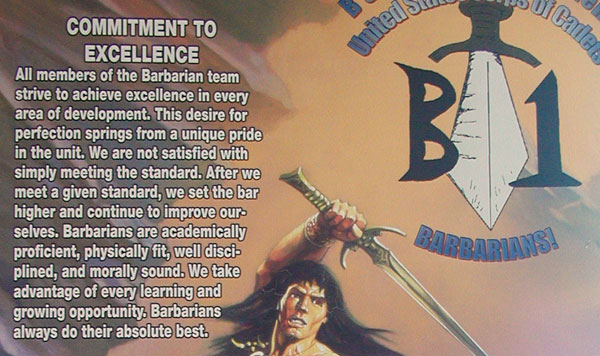 COMMITMENT TO
EXCELLENCE
All members of the Barbarian team
strive to achieve excellence in every
area of development. This desire for
perfection springs from a unique pride
in the unit. We are not satisfied with
simply meeting the standard. After we
meet a given standard, we set the bar
higher and continue to improve our-
selves. Barbarians are academically
proficient, physically fit, well disci-
plined, and morally sound. We take
advantage of every learning and
growing opportunity. Barbarians
always do their absolute best.
United States Corps of Cadets
B 1
BARBARIANS!